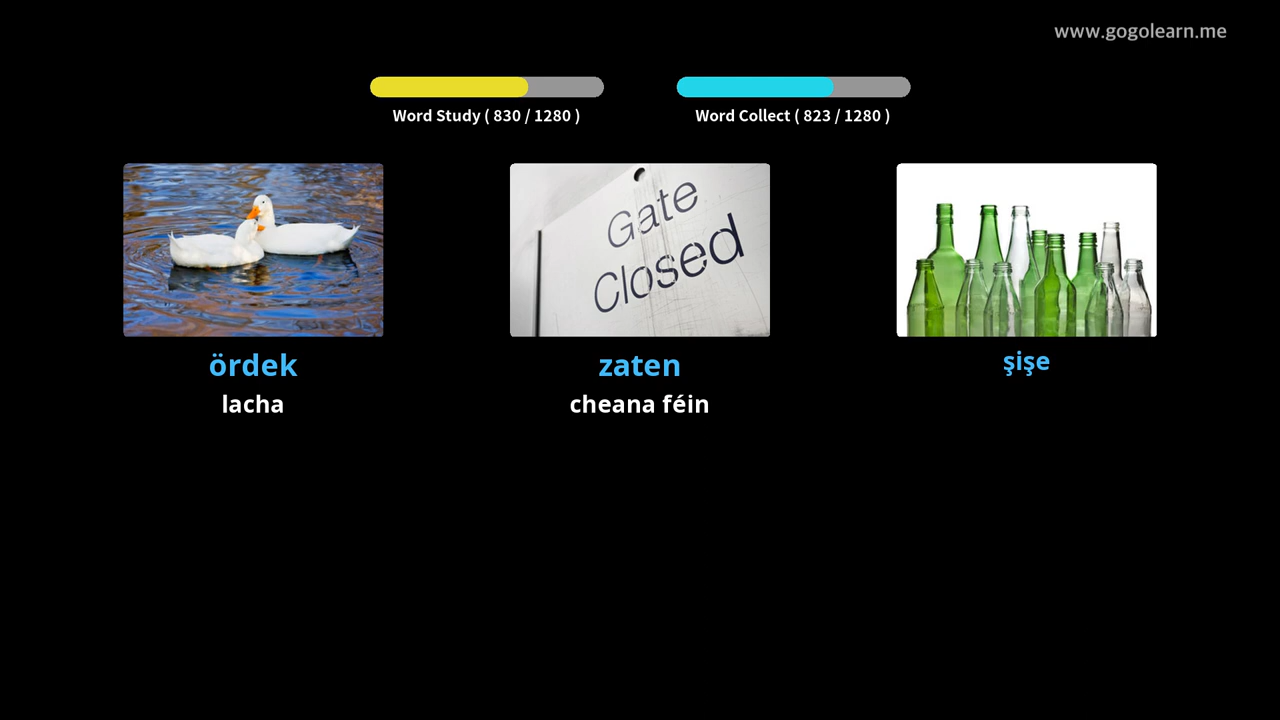 www.gogolearn.me
Word Study ( 830 / 1280 )
Word Collect ( 823 / 1280 )
Gate
Closed
ördek
zaten
şişe
lacha
cheana féin